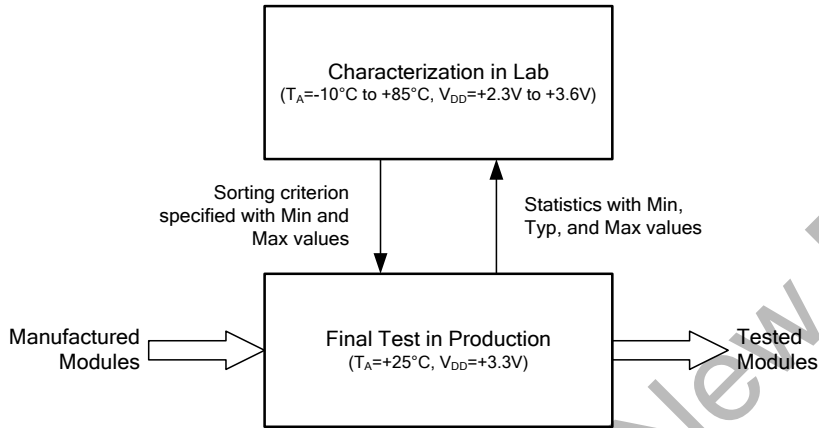 Characterization in Lab
(TA=-10°C to +85°C, VDD=+2.3V to +3.6V)
Sorting criterion
specified with Min and
Max values
Statistics with Min,
Typ, and Max values
Manufactured
Modules
Final Test in Production
(TA=+25°C, VDD=+3.3V)
Tested
Modules
New